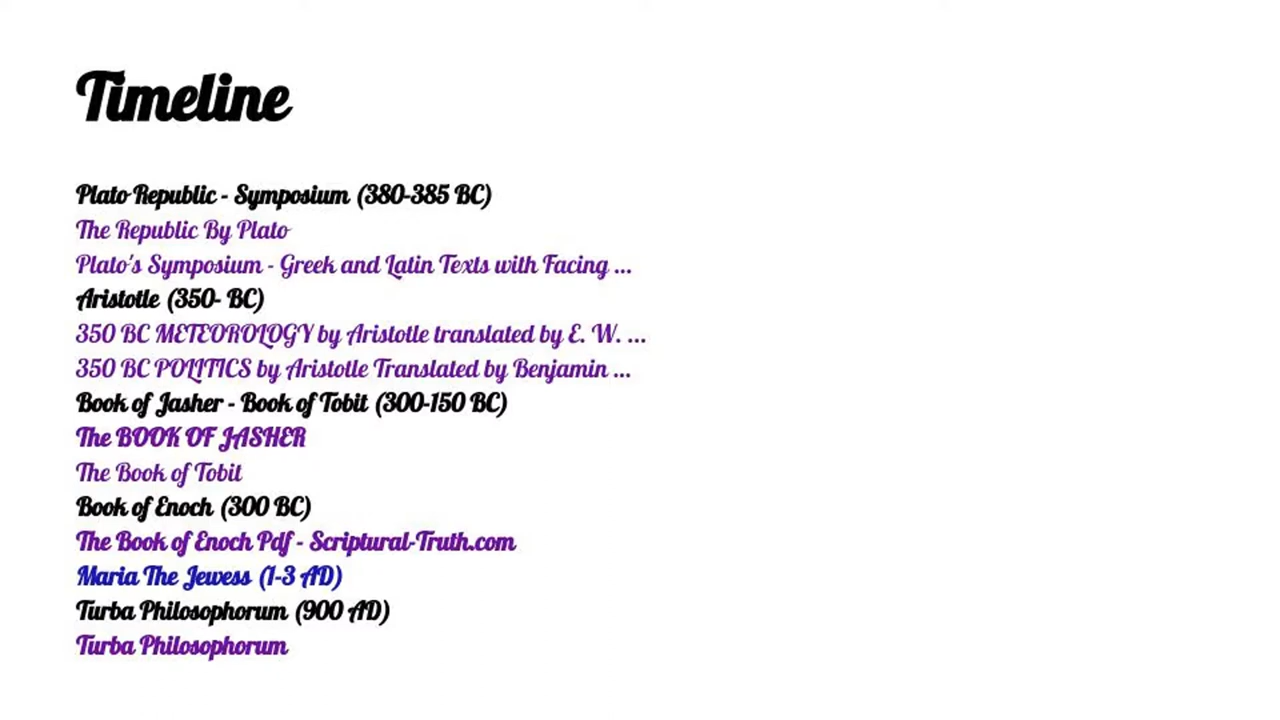 Timeline
Plato Republic - Symposium (380-385 BC)
The Republic By Plato
Plato's Symposium - Greek and Latin Texts with Facing ...
Aristotle (350- BC)
350 BC METEOROLOGY by Aristotle translated by E. W. ...
350 BC POLITICS by Aristotle Translated by Benjamin ...
Book of Jasher - Book of Tobit (300-150 BC)
The BOOK OF JASHER
The Book of Tobit
Book of Enoch (300 BC)
The Book of Enoch Pdf - Scriptural-Truth.com
Maria The Jewess (1-3 AD)
Turba Philosophorum (900 AD)
Turba Philosophorum